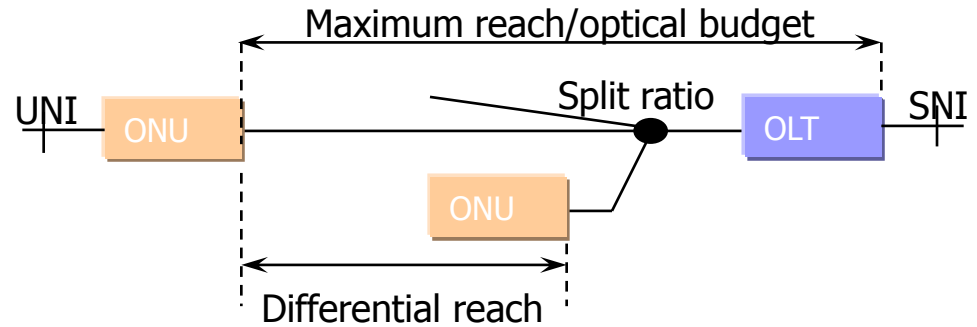 Maximum reach/optical budget
Split ratio
UNI
ONU
OLT
SNI
ONU
Differential reach